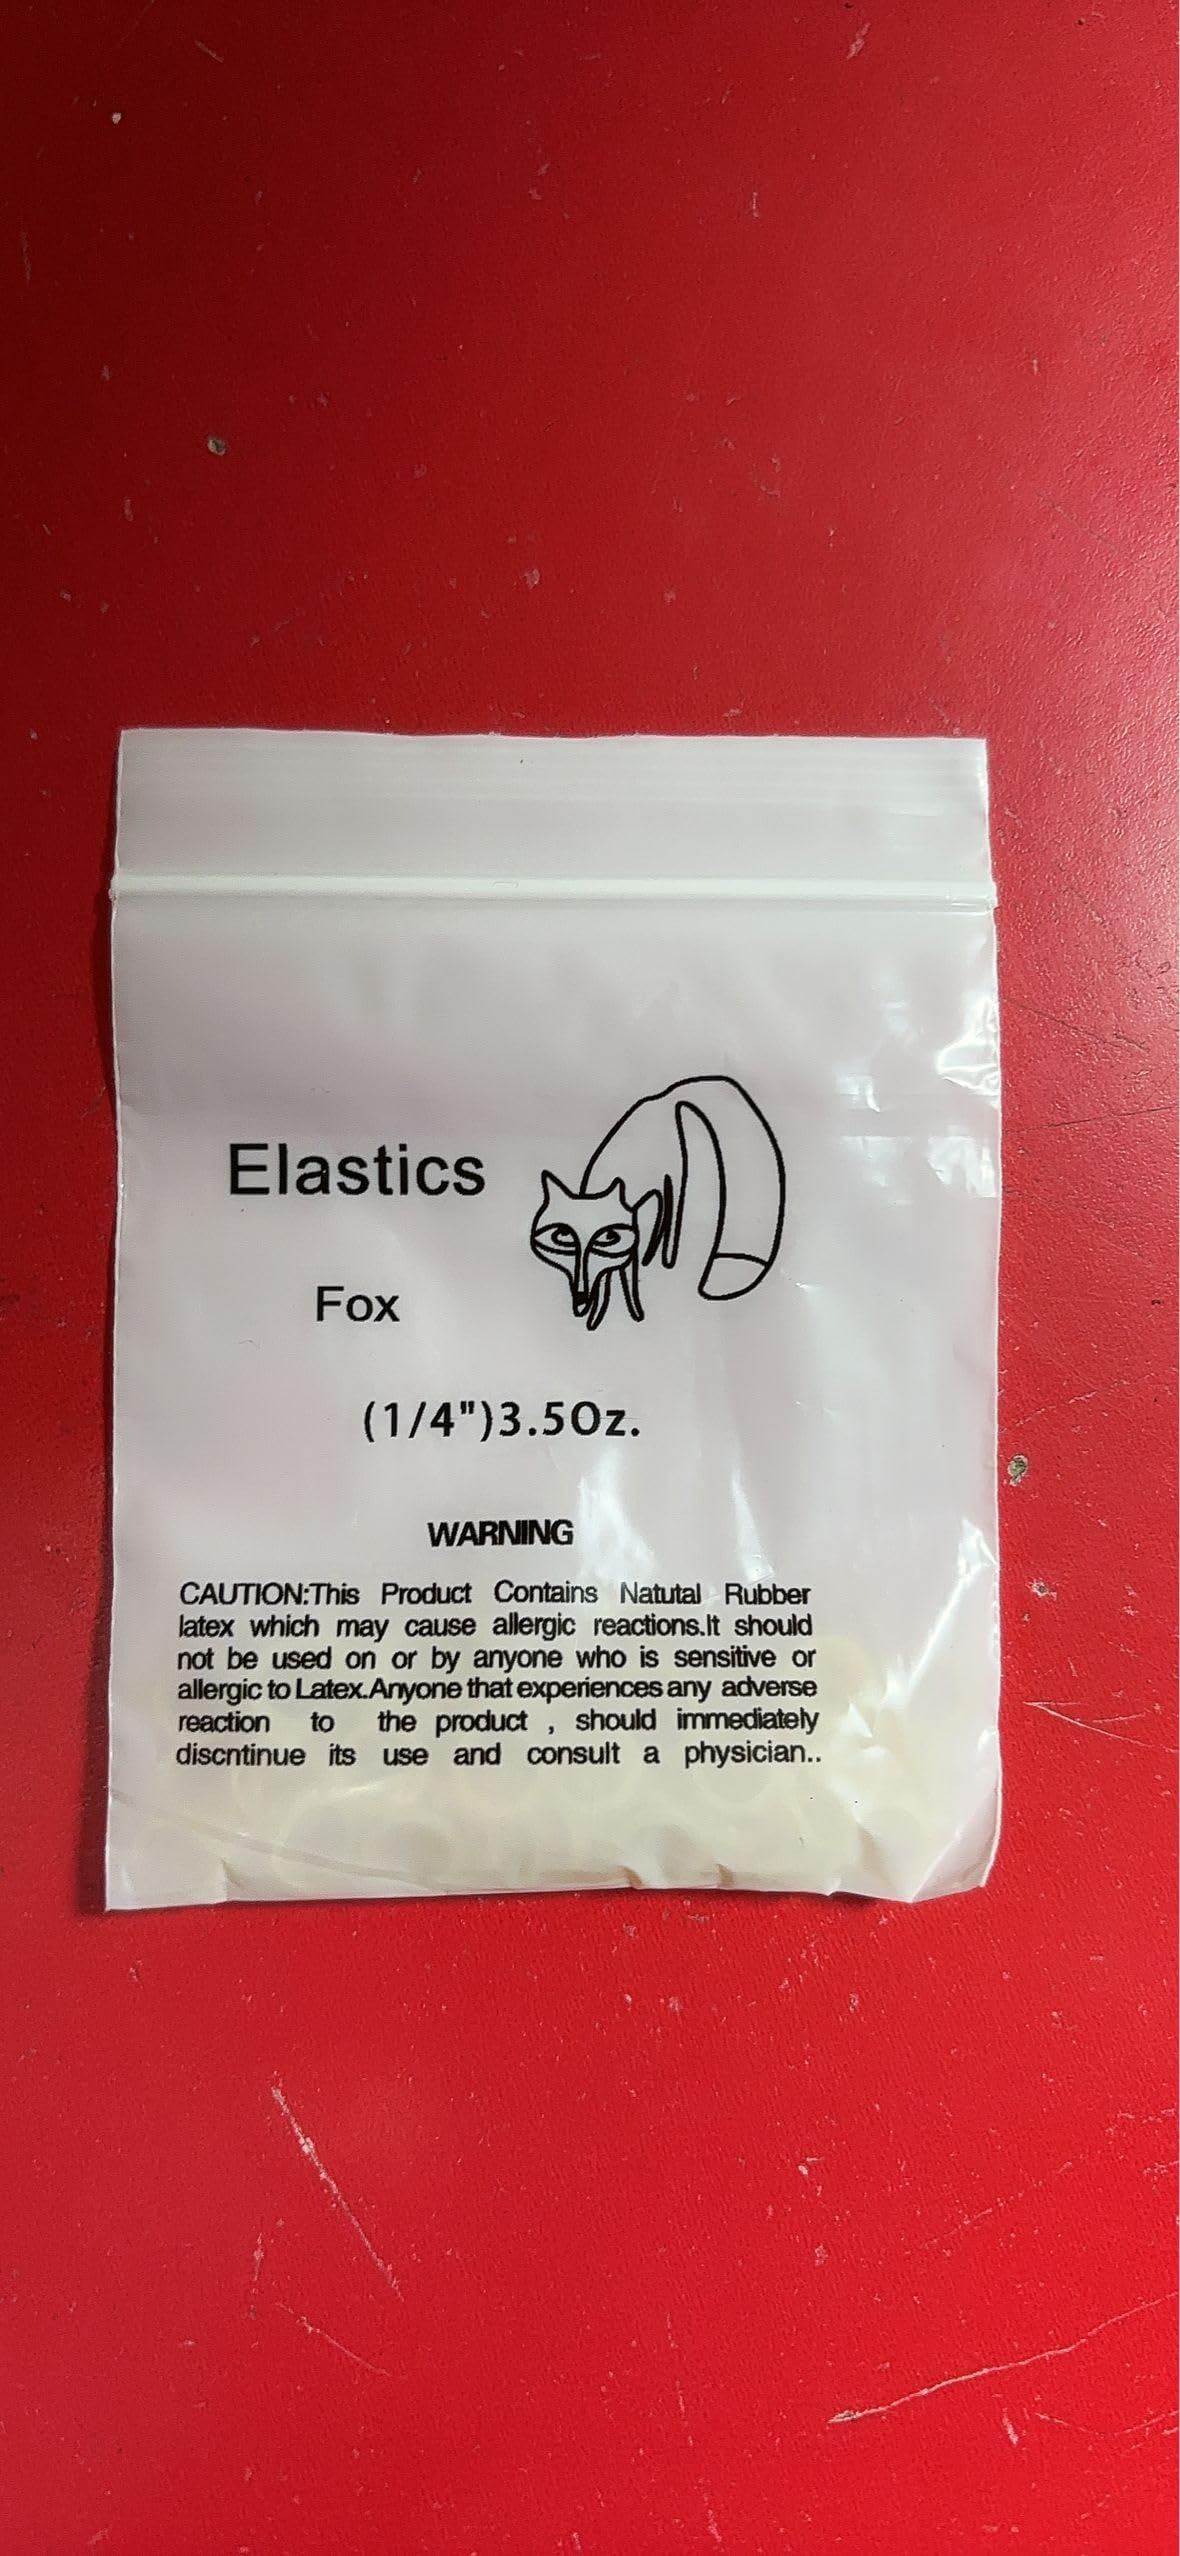 Elastics
Fox
(1/4")3.5Oz.
WARNING
CAUTION:This Product Contains Natutal Rubber
latex which may cause allergic reactions.It should
not be used on or by anyone who is sensitive or
allergic to Latex.Anyone that experiences any adverse
reaction to the product , should immediately
discntinue its use and consult a physician..